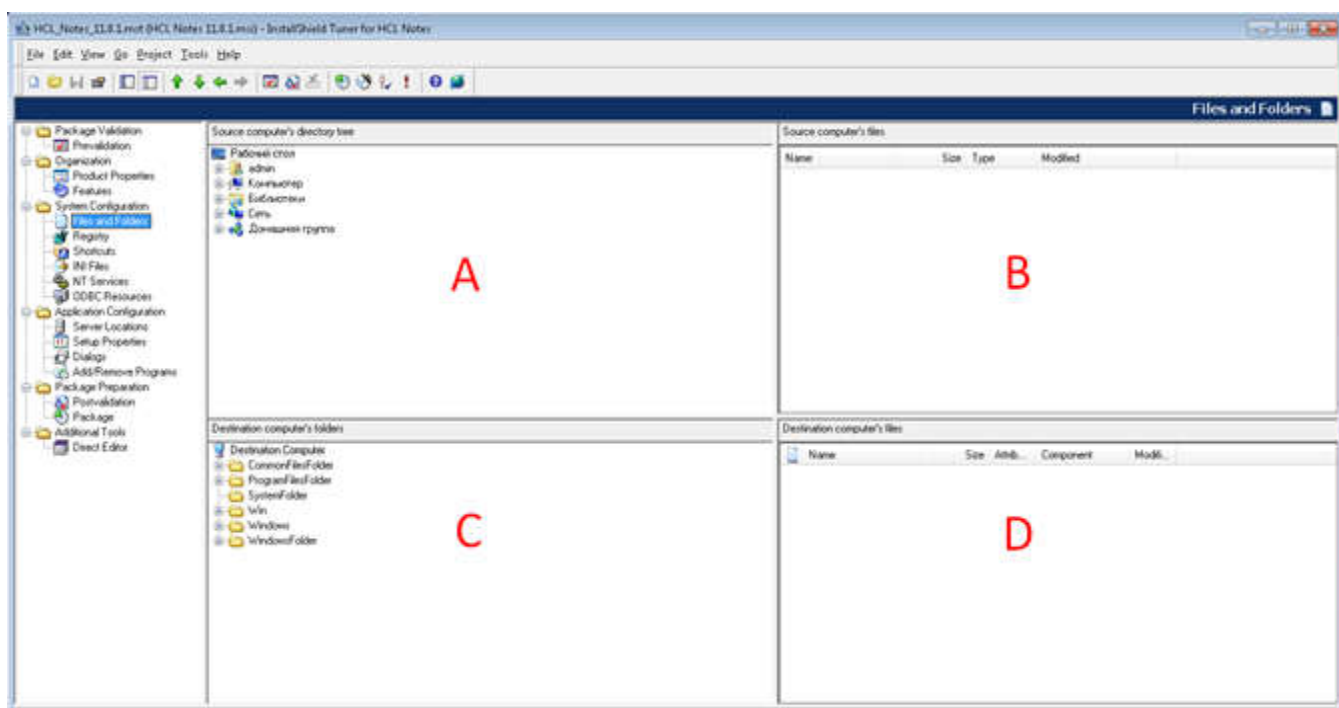 HCL_Notes_11.0.1.mst (HCL Notes 11.0.1.msi) - InstallShield Tuner for HCL Notes
File Edit View Go Project Tools Help
Files and Folders
Package Validation
Prevalidation
Organization
Product Properties
Features
System Configuration
Files and Folders
Registry
Shortcuts
INI Files
NT Services
ODBC Resources
Application Configuration
Server Locations
Setup Properties
Dialogs
Add/Remove Programs
Package Preparation
Postvalidation
Package
Additional Tools
Direct Editor
Source computer's directory tree
Рабочий стол
admin
Компьютер
Библиотеки
Сеть
Домашняя группа
A
Source computer's files
Name Size Type Modified
B
Destination computer's folders
Destination Computer
CommonFilesFolder
ProgramFilesFolder
SystemFolder
Win
Windows
WindowsFolder
C
Destination computer's files
Name Size Attrib... Component Modifi...
D